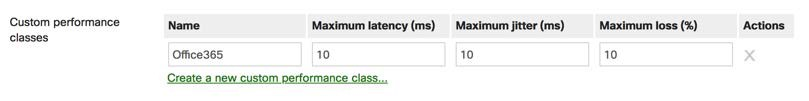 Custom performance
classes
Name Maximum latency (ms) Maximum jitter (ms) Maximum loss (%) Actions
Office365 10 10 10 X
Create a new custom performance class...